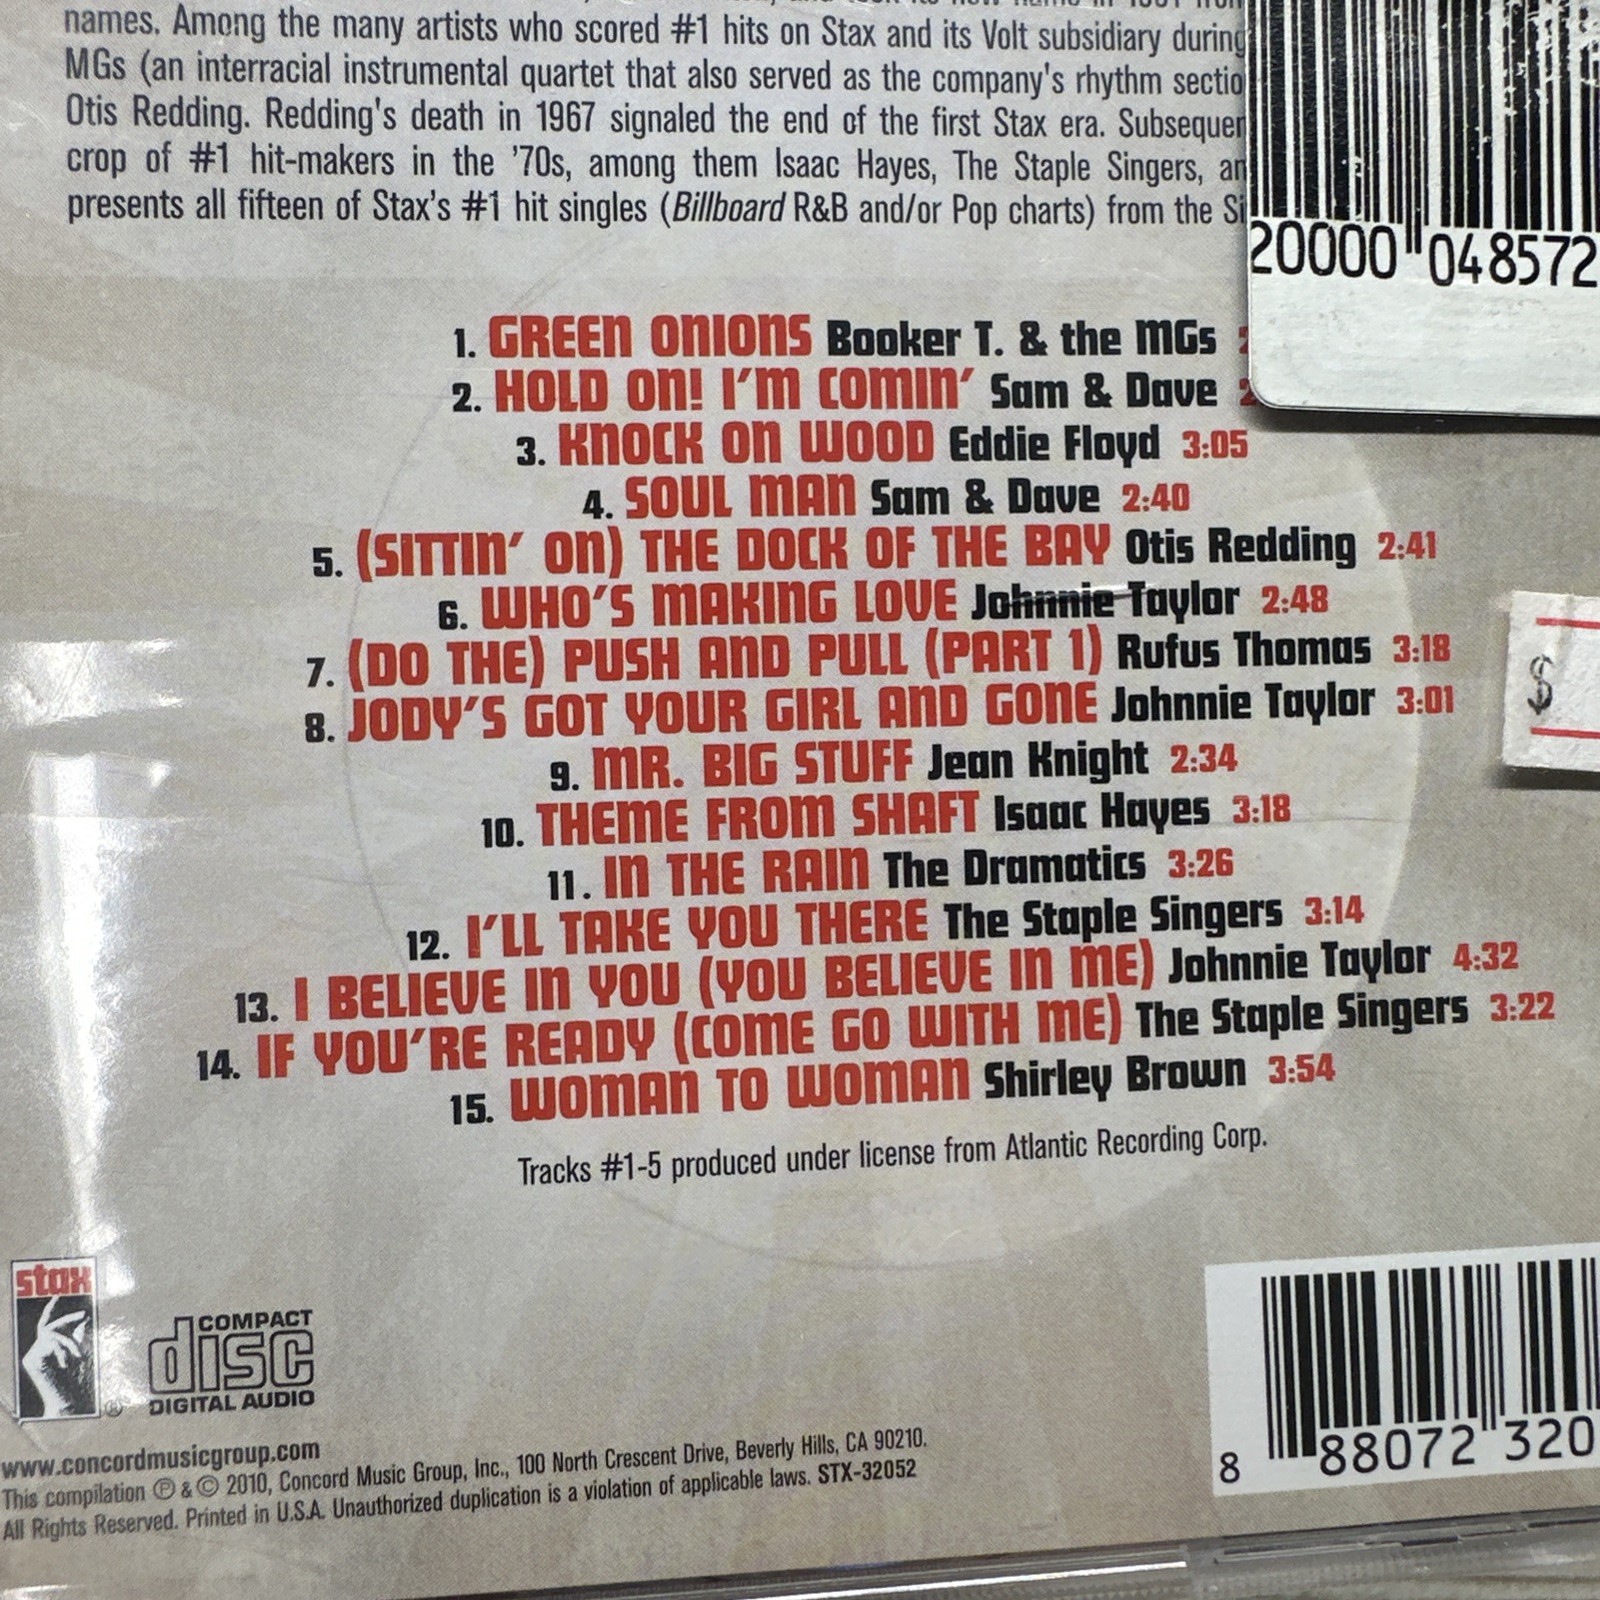 names. Among the many artists who scored #1 hits on Stax and its Volt subsidiary during
MGs (an interracial instrumental quartet that also served as the company's rhythm sectio
Otis Redding. Redding's death in 1967 signaled the end of the first Stax era. Subsequen
crop of #1 hit-makers in the '70s, among them Isaac Hayes, The Staple Singers, an
presents all fifteen of Stax's #1 hit singles (Billboard R&B and/or Pop charts) from the Si
20000 048572
1. GREEN ONIONS Booker T. & the MGs
2. HOLD ON! I'M COMIN' Sam & Dave
3. KNOCK ON WOOD Eddie Floyd 3:05
4. SOUL MAN Sam & Dave 2:40
5. (SITTIN' ON) THE DOCK OF THE BAY Otis Redding 2:41
6. WHO'S MAKING LOVE Johnnie Taylor 2:48
7. (DO THE) PUSH AND PULL (PART 1) Rufus Thomas 3:18
8. JODY'S GOT YOUR GIRL AND GONE Johnnie Taylor 3:01
$
9. MR. BIG STUFF Jean Knight 2:34
10. THEME FROM SHAFT Isaac Hayes 3:18
11. IN THE RAIN The Dramatics 3:26
12. I'LL TAKE YOU THERE The Staple Singers 3:14
13. I BELIEVE IN YOU (YOU BELIEVE IN ME) Johnnie Taylor 4:32
14. IF YOU'RE READY (COME GO WITH ME) The Staple Singers 3:22
15. WOMAN TO WOMAN Shirley Brown 3:54
Tracks #1-5 produced under license from Atlantic Recording Corp.
stax
®
COMPACT
disc
DIGITAL AUDIO
www.concordmusicgroup.com
This compilation ℗ & © 2010, Concord Music Group, Inc., 100 North Crescent Drive, Beverly Hills, CA 90210.
All Rights Reserved. Printed in U.S.A. Unauthorized duplication is a violation of applicable laws. STX-32052
8 88072 320